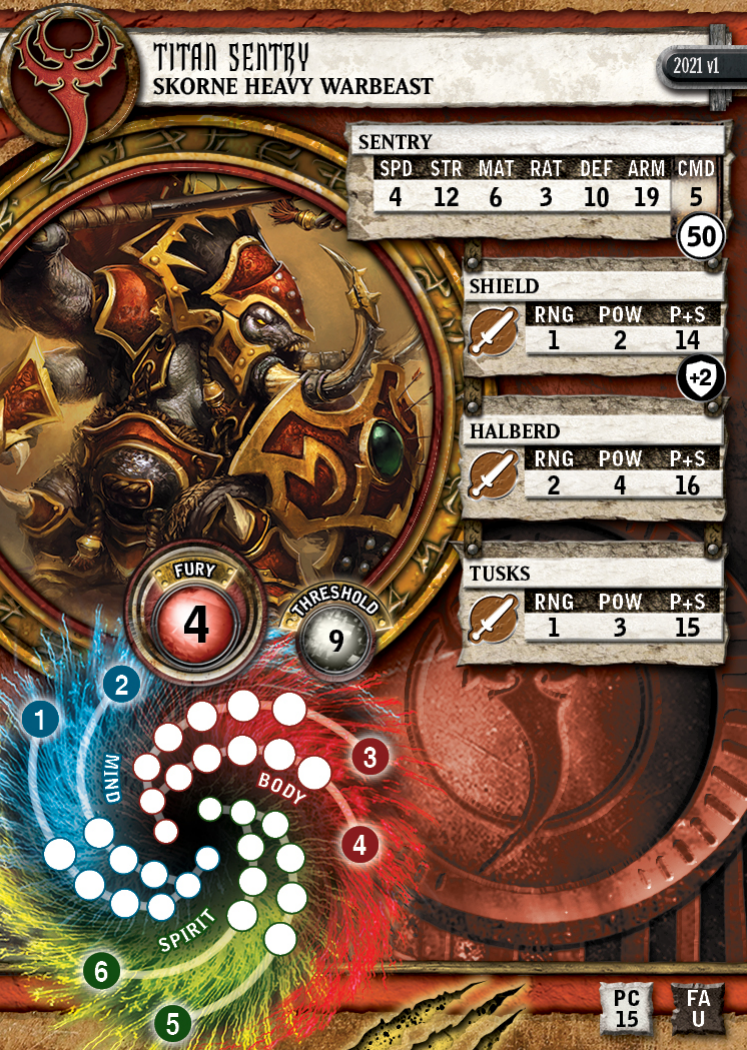 TITAN SENTRY
SKORNE HEAVY WARBEAST
2021 v1
SENTRY
SPD STR MAT RAT DEF ARM CMD
4 12 6 3 10 19 5
50
SHIELD
RNG POW P+S
1 2 14
+2
HALBERD
RNG POW P+S
2 4 16
TUSKS
RNG POW P+S
1 3 15
FURY
4
THRESHOLD
9
1
2
MIND
3
BODY
4
SPIRIT
6
5
PC
15
FA
U